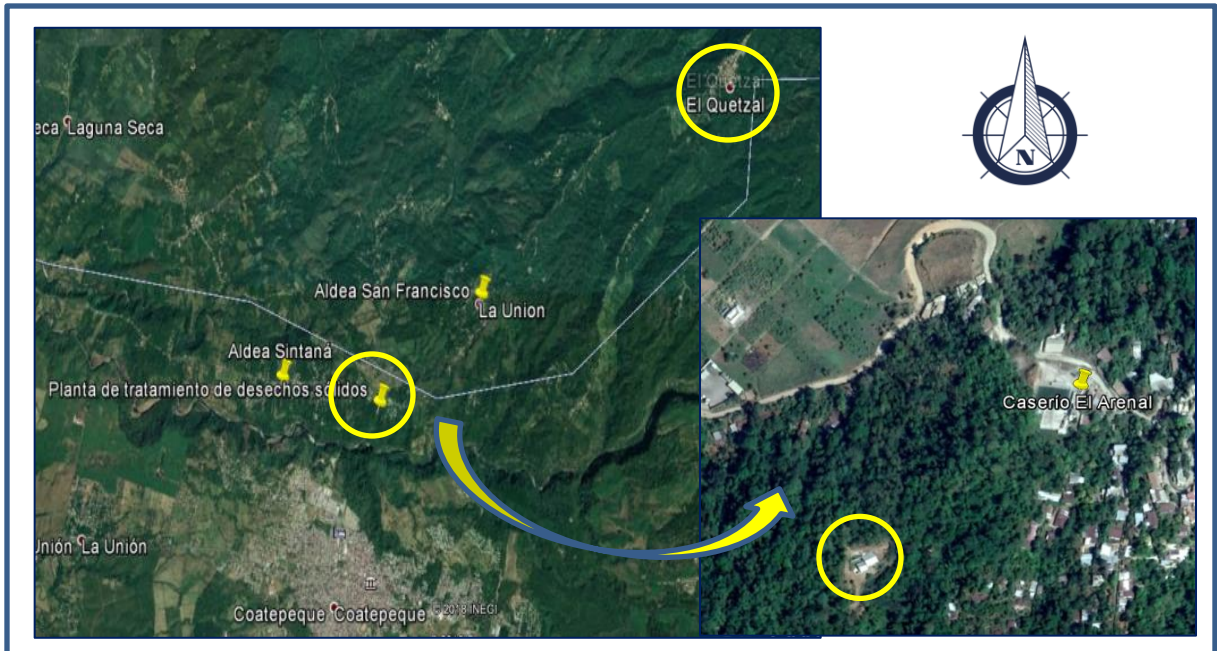 El Quetzal
El Quetzal
eca Laguna Seca
N
Aldea San Francisco
La Union
Aldea Sintaná
Planta de tratamiento de desechos sólidos
Caserío El Arenal
Unión La Unión
Coatepeque Coatepeque
© 2018 INEGI